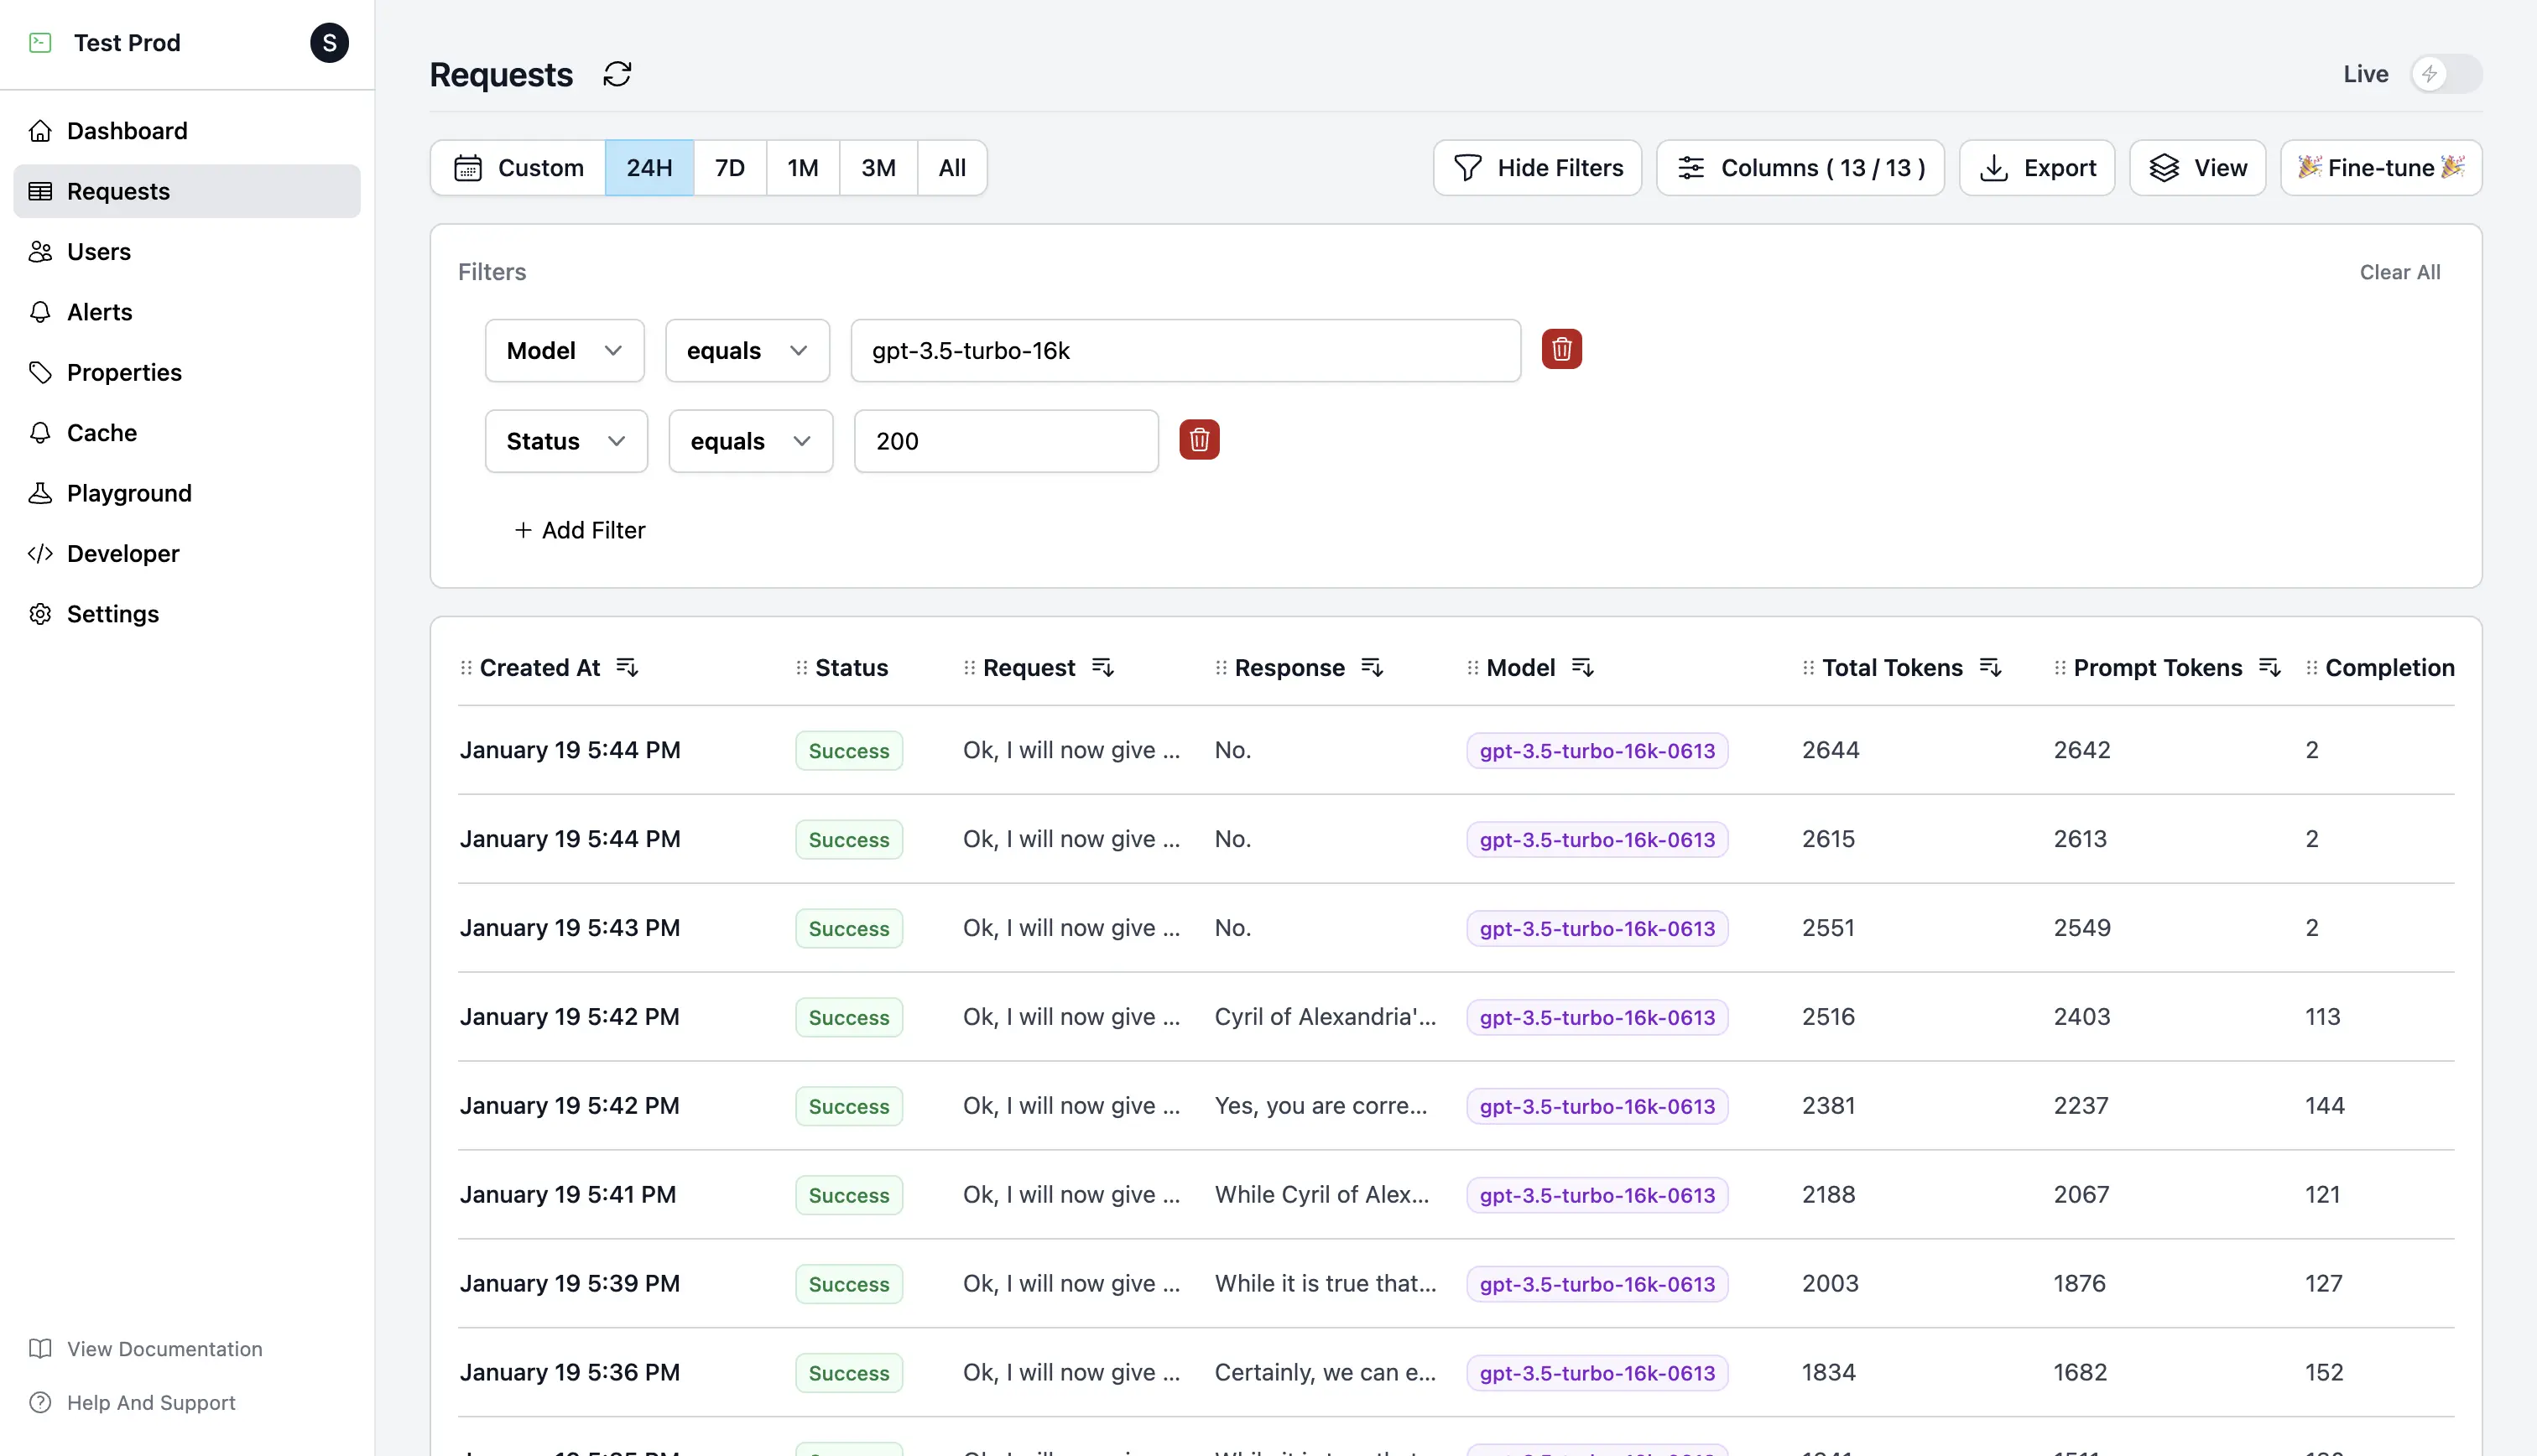 Test Prod
S
Dashboard
Requests
Users
Alerts
Properties
Cache
Playground
Developer
Settings
View Documentation
Help And Support
Requests
Live
Custom 24H 7D 1M 3M All
Hide Filters Columns ( 13 / 13 ) Export View 🎉 Fine-tune 🎉
Filters
Clear All
Model equals gpt-3.5-turbo-16k
Status equals 200
+ Add Filter
Created At Status Request Response Model Total Tokens Prompt Tokens Completion
January 19 5:44 PM Success Ok, I will now give ... No. gpt-3.5-turbo-16k-0613 2644 2642 2
January 19 5:44 PM Success Ok, I will now give ... No. gpt-3.5-turbo-16k-0613 2615 2613 2
January 19 5:43 PM Success Ok, I will now give ... No. gpt-3.5-turbo-16k-0613 2551 2549 2
January 19 5:42 PM Success Ok, I will now give ... Cyril of Alexandria'... gpt-3.5-turbo-16k-0613 2516 2403 113
January 19 5:42 PM Success Ok, I will now give ... Yes, you are corre... gpt-3.5-turbo-16k-0613 2381 2237 144
January 19 5:41 PM Success Ok, I will now give ... While Cyril of Alex... gpt-3.5-turbo-16k-0613 2188 2067 121
January 19 5:39 PM Success Ok, I will now give ... While it is true that... gpt-3.5-turbo-16k-0613 2003 1876 127
January 19 5:36 PM Success Ok, I will now give ... Certainly, we can e... gpt-3.5-turbo-16k-0613 1834 1682 152